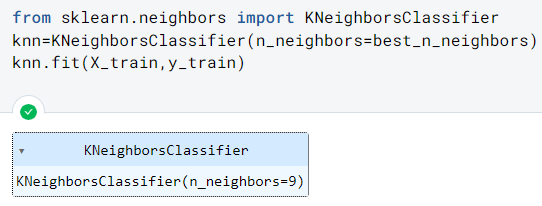 from sklearn.neighbors import KNeighborsClassifier
knn=KNeighborsClassifier(n_neighbors=best_n_neighbors)
knn.fit(X_train,y_train)
KNeighborsClassifier
KNeighborsClassifier(n_neighbors=9)